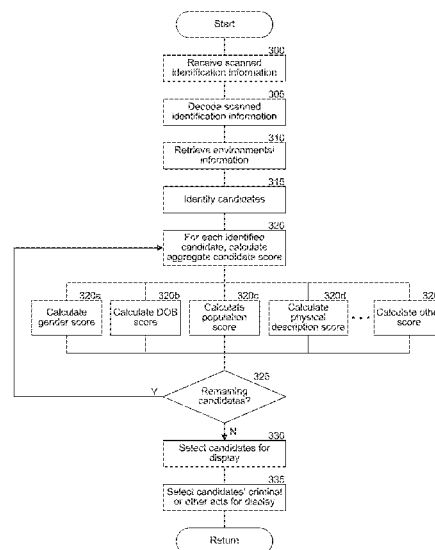 Start
300
Receive scanned
identification information
305
Decode scanned
identification information
310
Retrieve environmental
information
315
Identify candidates
320
For each identified
candidate, calculate
aggregate candidate score
320a
Calculate
gender score
320b
Calculate DOB
score
320c
Calculate
population
score
320d
Calculate
physical
description score
• • •
320
Calculate other
score
325
Remaining
candidates?
Y
N
330
Select candidates for
display
335
Select candidates' criminal
or other acts for display
Return